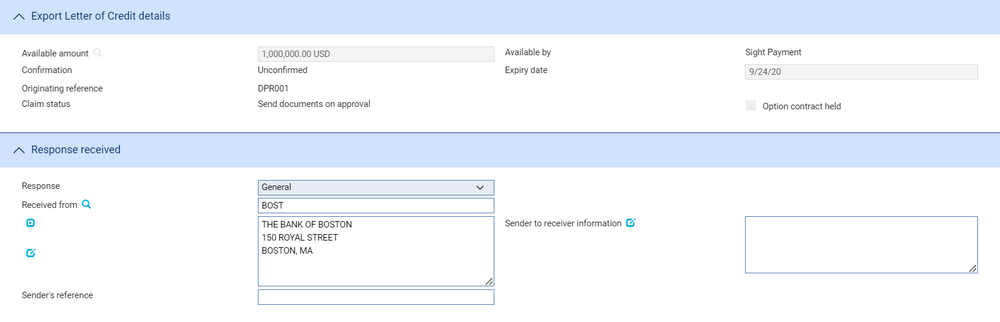 Export Letter of Credit details
Available amount 1,000,000.00 USD Available by Sight Payment
Confirmation Unconfirmed Expiry date 9/24/20
Originating reference DPR001
Claim status Send documents on approval Option contract held
Response received
Response General
Received from BOST
THE BANK OF BOSTON Sender to receiver information
150 ROYAL STREET
BOSTON, MA
Sender's reference